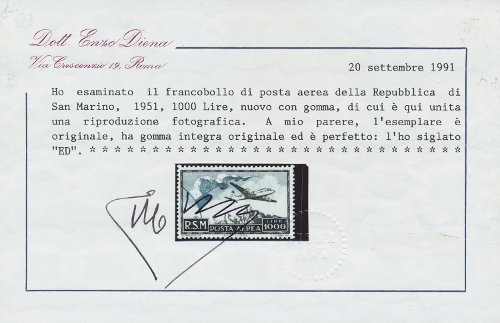 Dott. Enzo Diena
Via Crescenzio 19, Roma
20 settembre 1991
Ho esaminato il francobollo di posta aerea della Repubblica di
San Marino, 1951, 1000 Lire, nuovo con gomma, di cui è qui unita
una riproduzione fotografica. A mio parere, l'esemplare è
originale, ha gomma integra originale ed è perfetto: l'ho siglato
"ED". * * * * * * * * * * * * * * * * * * * * * * * * * * * *
R.S.M POSTA AEREA LIRE 1000